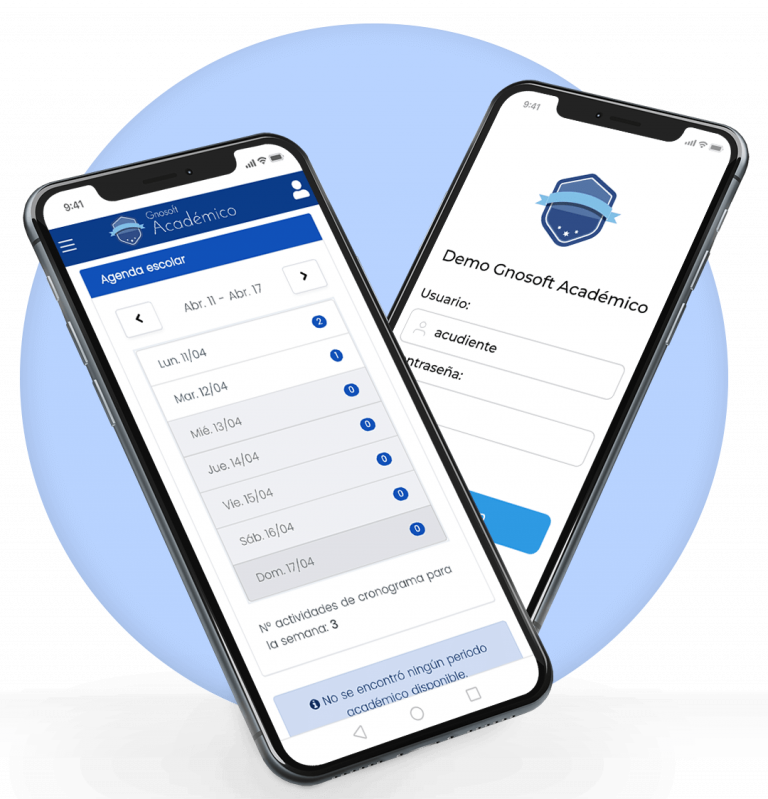 9:41
Gnosoft
Académico
Agenda escolar
Abr. 11 - Abr. 17
Lun. 11/04 2
Mar. 12/04 1
Mié. 13/04 0
Jue. 14/04 0
Vie. 15/04 0
Sáb. 16/04 0
Dom. 17/04 0
Nº actividades de cronograma para
la semana: 3
No se encontró ningún periodo
académico disponible.
9:41
Demo Gnosoft Académico
Usuario:
acudiente
ntraseña: